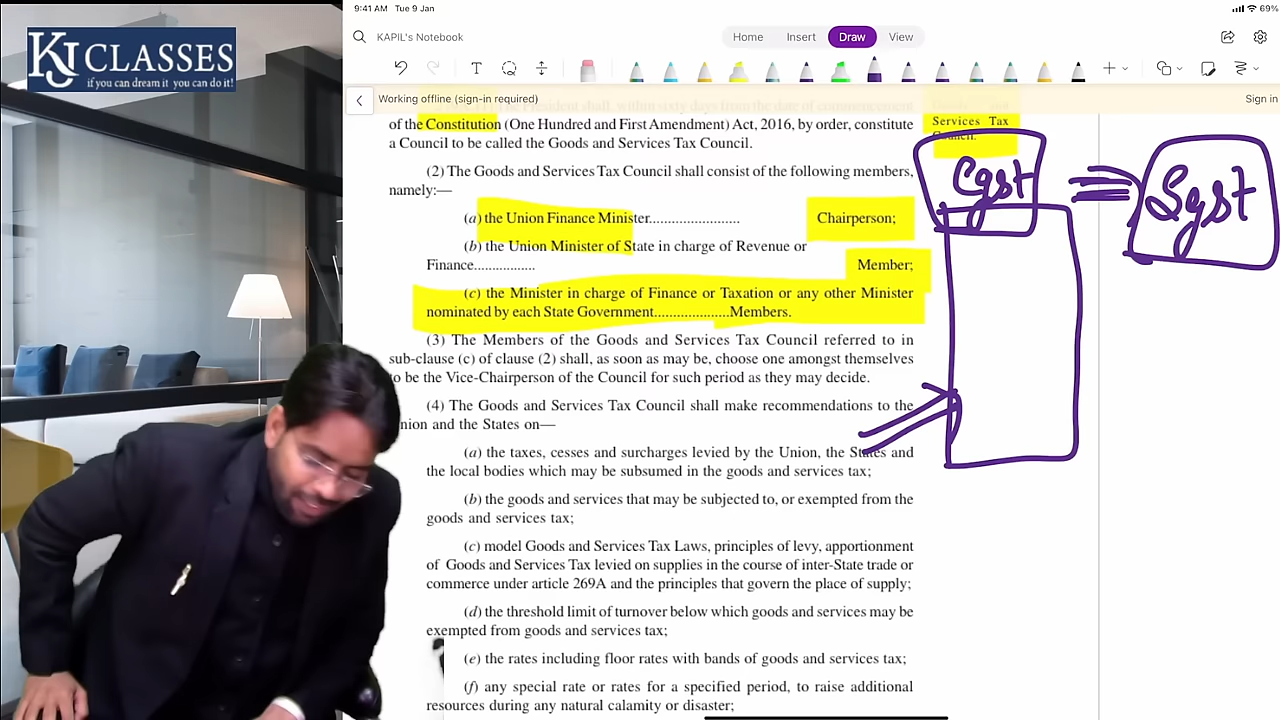 KJ CLASSES
if you can dream it you can do it!
9:41 AM Tue 9 Jan
69%
KAPIL's Notebook
Home Insert Draw View
Working offline (sign-in required)
Sign in
of the Constitution (One Hundred and First Amendment) Act, 2016, by order, constitute
a Council to be called the Goods and Services Tax Council.
Services Tax
Council.
(2) The Goods and Services Tax Council shall consist of the following members,
namely:—
(a) the Union Finance Minister........................ Chairperson;
(b) the Union Minister of State in charge of Revenue or
Finance................. Member;
(c) the Minister in charge of Finance or Taxation or any other Minister
nominated by each State Government.....................Members.
Cgst
Sgst
(3) The Members of the Goods and Services Tax Council referred to in
sub-clause (c) of clause (2) shall, as soon as may be, choose one amongst themselves
to be the Vice-Chairperson of the Council for such period as they may decide.
(4) The Goods and Services Tax Council shall make recommendations to the
nion and the States on—
(a) the taxes, cesses and surcharges levied by the Union, the States and
the local bodies which may be subsumed in the goods and services tax;
(b) the goods and services that may be subjected to, or exempted from the
goods and services tax;
(c) model Goods and Services Tax Laws, principles of levy, apportionment
of Goods and Services Tax levied on supplies in the course of inter-State trade or
commerce under article 269A and the principles that govern the place of supply;
(d) the threshold limit of turnover below which goods and services may be
exempted from goods and services tax;
(e) the rates including floor rates with bands of goods and services tax;
(f) any special rate or rates for a specified period, to raise additional
resources during any natural calamity or disaster;